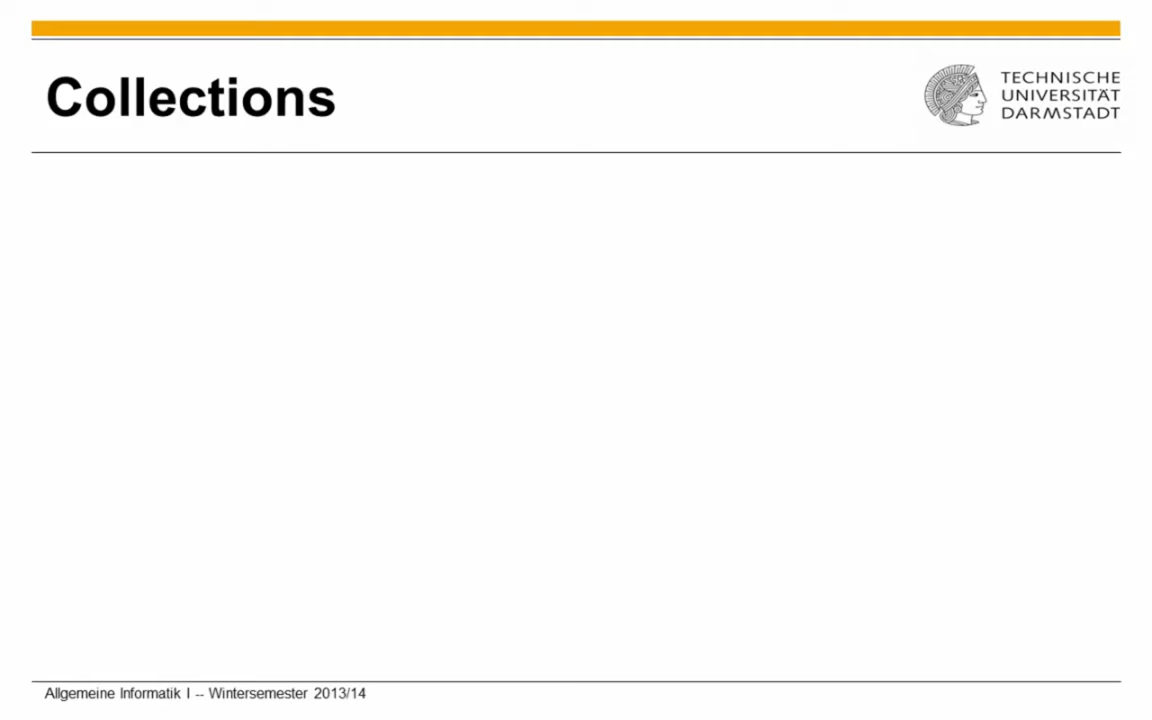 Collections
TECHNISCHE
UNIVERSITÄT
DARMSTADT
Allgemeine Informatik I -- Wintersemester 2013/14